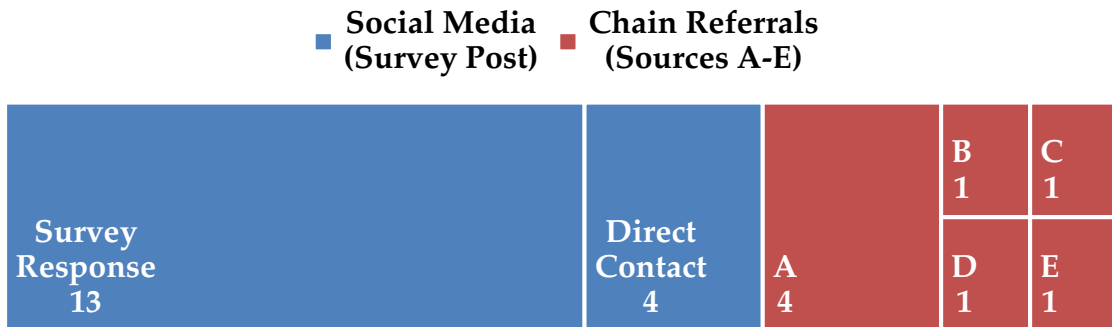 Social Media
(Survey Post)
Chain Referrals
(Sources A-E)
Survey
Response
13
Direct
Contact
4
A
4
B
1
C
1
D
1
E
1